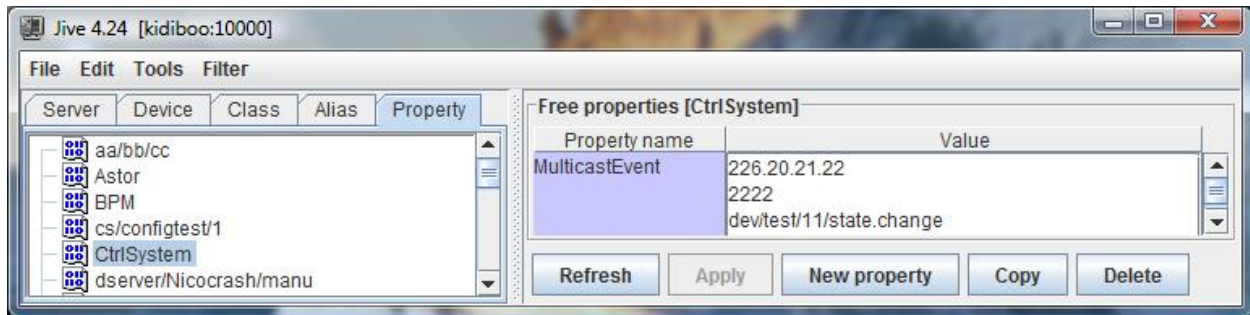 Jive 4.24 [kidiboo:10000]
File Edit Tools Filter
Server Device Class Alias Property
aa/bb/cc
Astor
BPM
cs/configtest/1
CtrlSystem
dserver/Nicocrash/manu
Free properties [CtrlSystem]
Property name Value
MulticastEvent 226.20.21.22
2222
dev/test/11/state.change
Refresh Apply New property Copy Delete